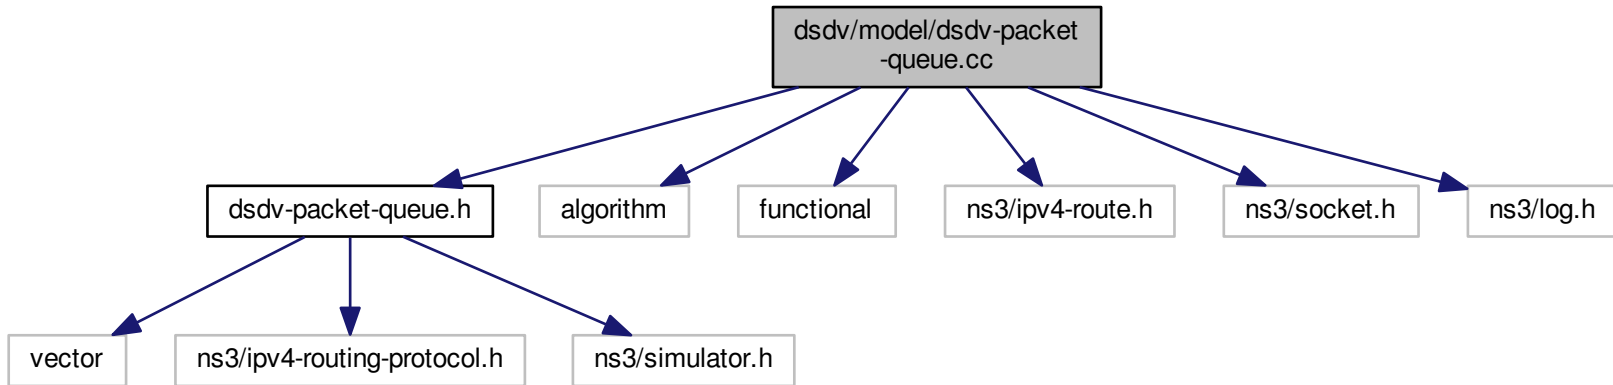 dsdv/model/dsdv-packet
-queue.cc
dsdv-packet-queue.h
algorithm
functional
ns3/ipv4-route.h
ns3/socket.h
ns3/log.h
vector
ns3/ipv4-routing-protocol.h
ns3/simulator.h